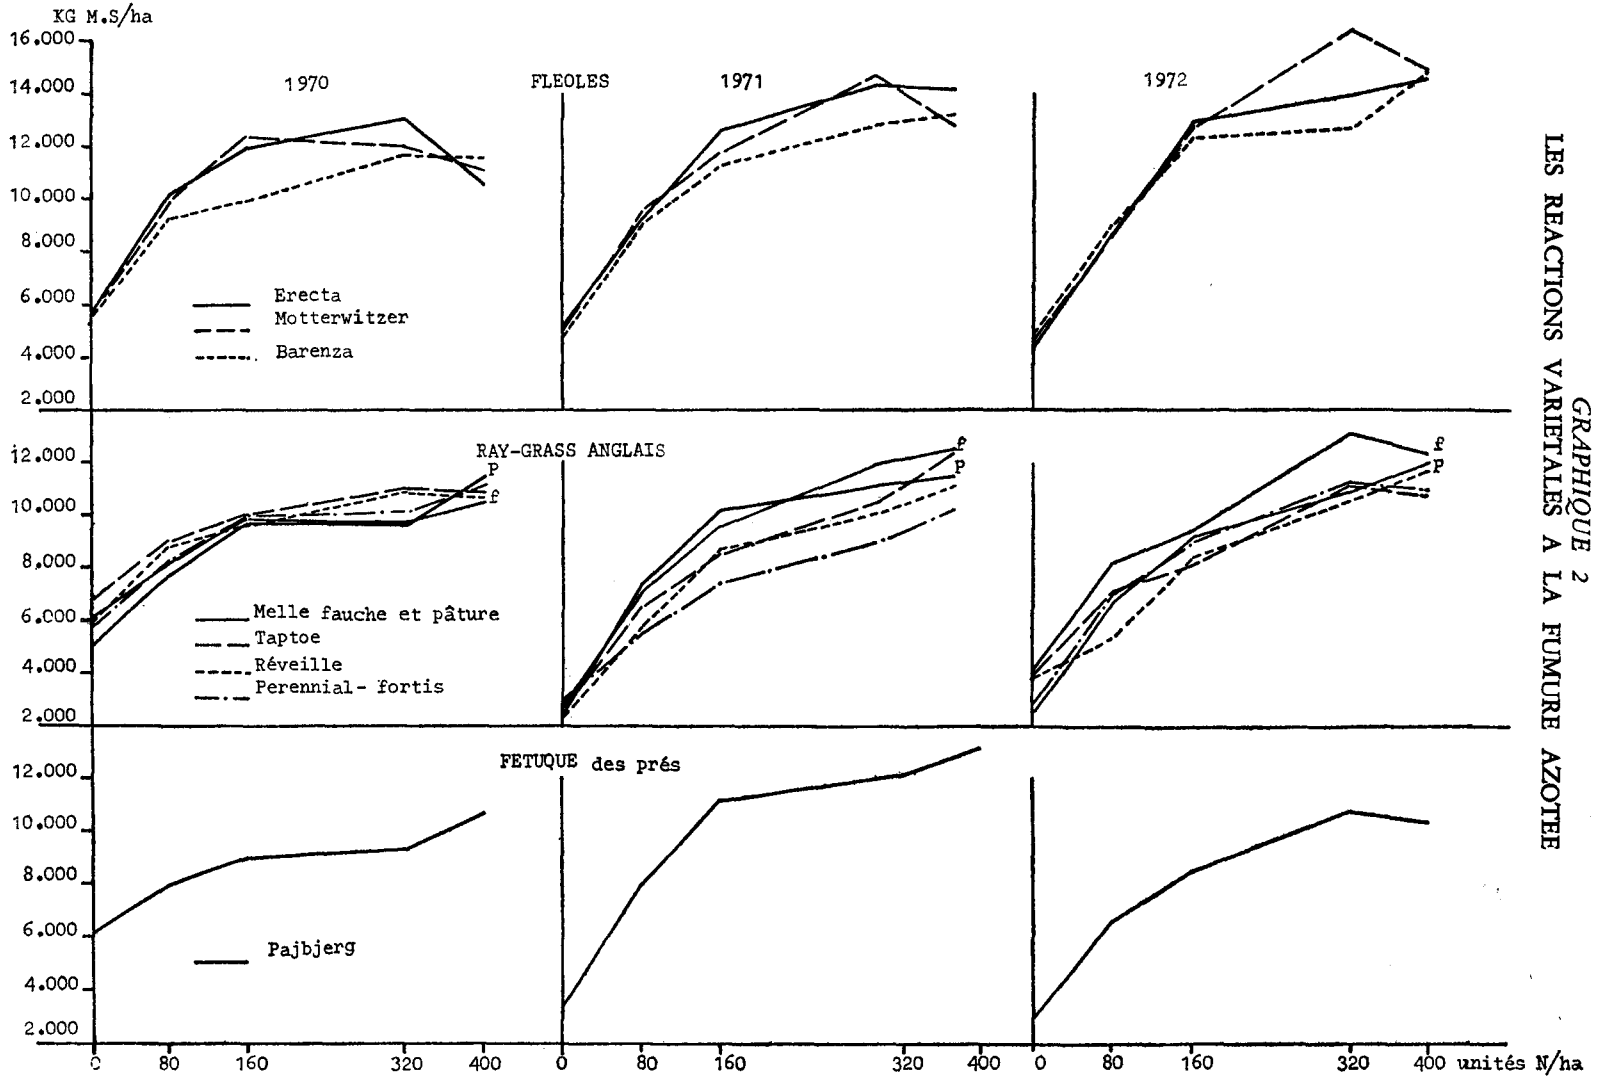 KG M.S/ha
16.000
14.000
12.000
10.000
8.000
6.000
4.000
2.000
1970
FLEOLES
1971
1972
Erecta
Motterwitzer
Barenza
RAY-GRASS ANGLAIS
12.000
10.000
8.000
6.000
4.000
2.000
P
f
f
P
f
P
Melle fauche et pâture
Taptoe
Réveille
Perennial- fortis
FETUQUE des prés
12.000
10.000
8.000
6.000
4.000
2.000
Pajbjerg
0 80 160 320 400 0 80 160 320 400 0 80 160 320 400 unités N/ha
GRAPHIQUE 2
LES REACTIONS VARIETALES A LA FUMURE AZOTEE